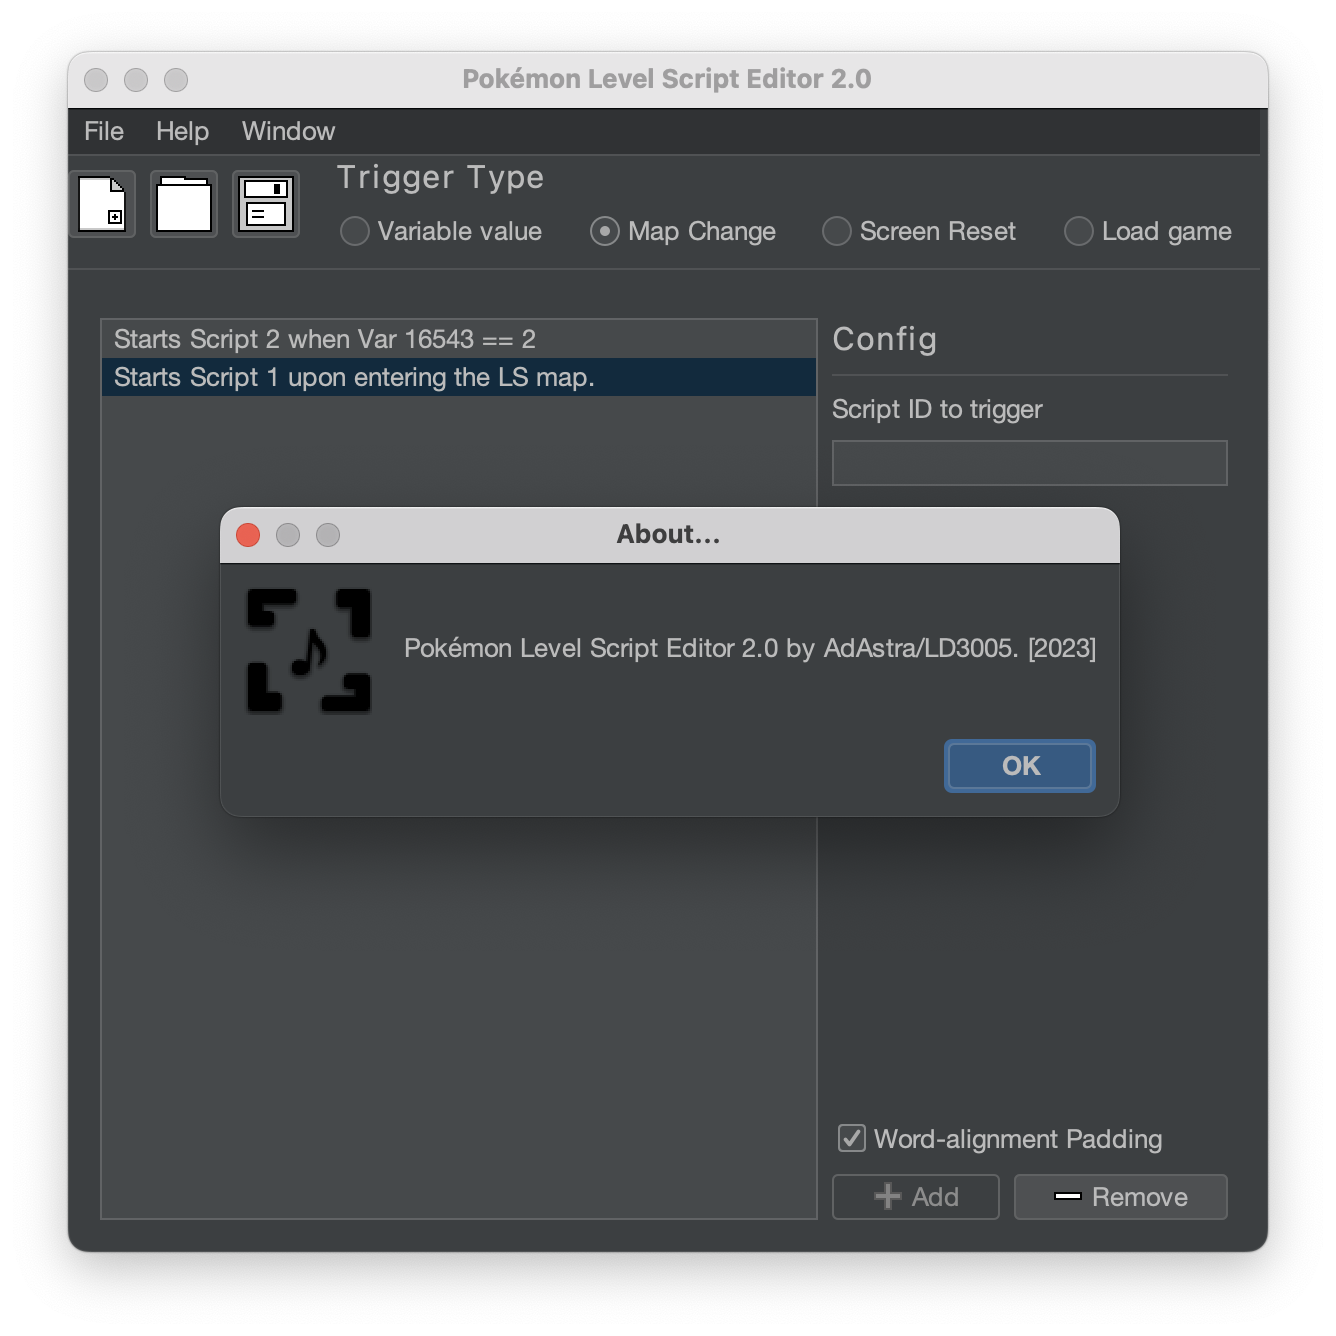 Pokémon Level Script Editor 2.0
File Help Window
Trigger Type
Variable value Map Change Screen Reset Load game
Starts Script 2 when Var 16543 == 2
Starts Script 1 upon entering the LS map.
Config
Script ID to trigger
About...
Pokémon Level Script Editor 2.0 by AdAstra/LD3005. [2023]
OK
Word-alignment Padding
Add Remove